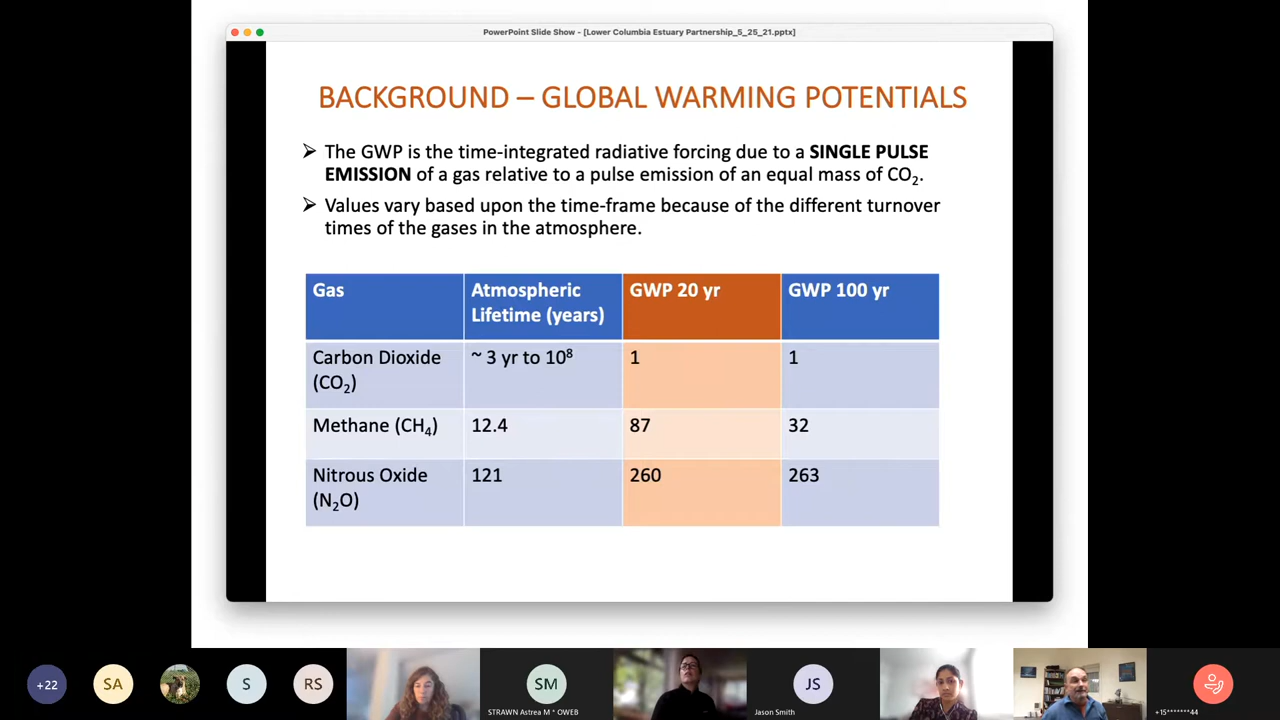 PowerPoint Slide Show - [Lower Columbia Estuary Partnership_5_25_21.pptx]
BACKGROUND – GLOBAL WARMING POTENTIALS
➢ The GWP is the time-integrated radiative forcing due to a SINGLE PULSE
EMISSION of a gas relative to a pulse emission of an equal mass of CO₂.
➢ Values vary based upon the time-frame because of the different turnover
times of the gases in the atmosphere.
Gas
Atmospheric
Lifetime (years)
GWP 20 yr
GWP 100 yr
Carbon Dioxide
(CO₂)
~ 3 yr to 10⁸
1
1
Methane (CH₄)
12.4
87
32
Nitrous Oxide
(N₂O)
121
260
263
+22
SA
S
RS
SM
STRAWN Astrea M * OWEB
JS
Jason Smith
+15*******44